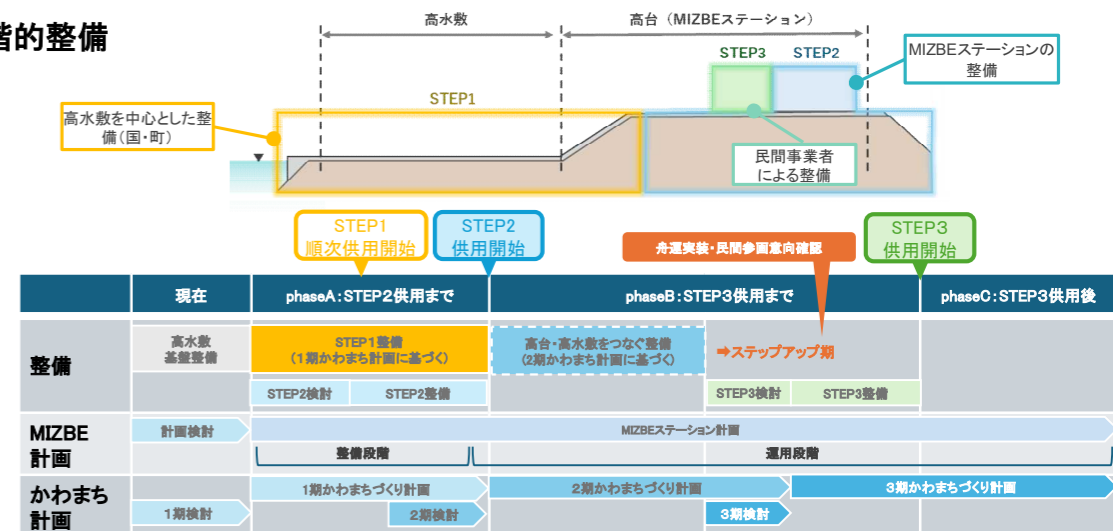 階的整備
高水敷
高台(MIZBEステーション)
STEP3
STEP2
MIZBEステーションの
整備
STEP1
高水敷を中心とした整
備(国・町)
民間事業者
による整備
STEP1
順次供用開始
STEP2
供用開始
舟運実装・民間参画意向確認
STEP3
供用開始
現在
phaseA:STEP2供用まで
phaseB:STEP3供用まで
phaseC:STEP3供用後
整備
高水敷
基盤整備
STEP1整備
(1期かわまち計画に基づく)
高台・高水敷をつなぐ整備
(2期かわまち計画に基づく)
➡ステップアップ期
STEP2検討
STEP2整備
STEP3検討
STEP3整備
MIZBE
計画
計画検討
MIZBEステーション計画
整備段階
運用段階
かわまち
計画
1期かわまちづくり計画
2期かわまちづくり計画
3期かわまちづくり計画
1期検討
2期検討
3期検討